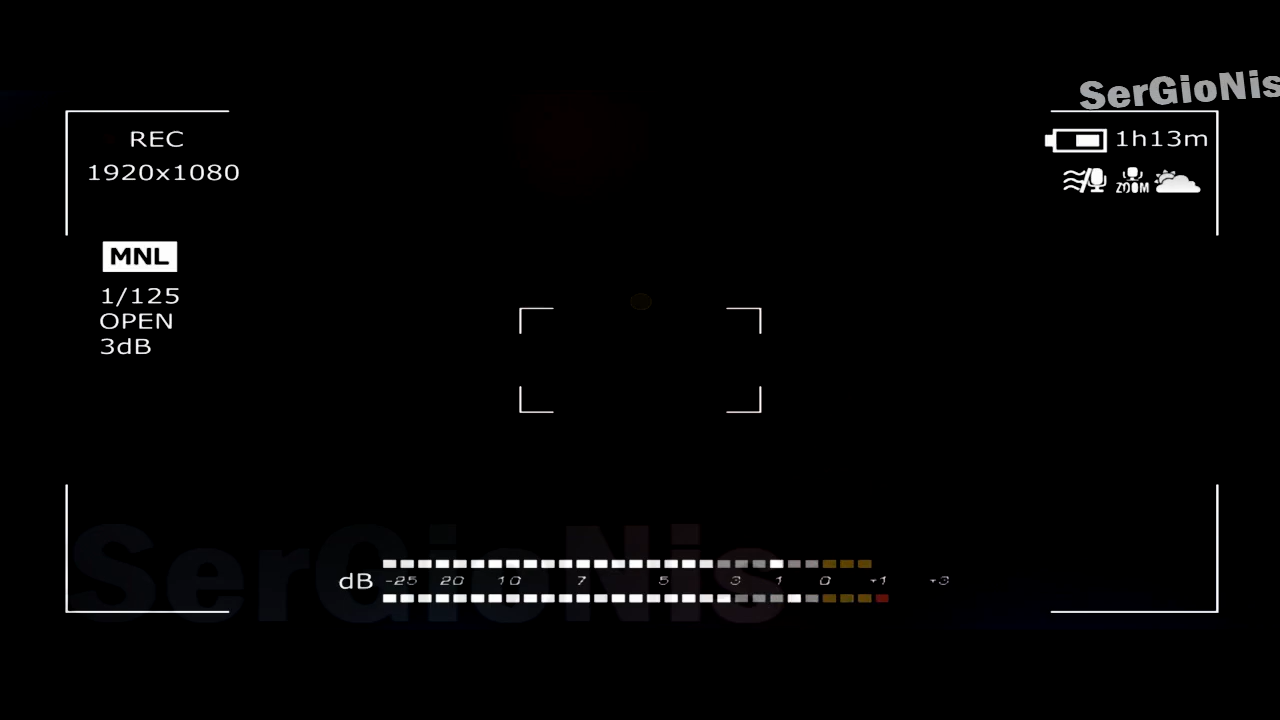 SerGioNis
REC
1h13m
1920x1080
ZOOM
MNL
1/125
OPEN
3dB
SerGioNis
dB -25 20 10 7 5 3 1 0 +1 +3